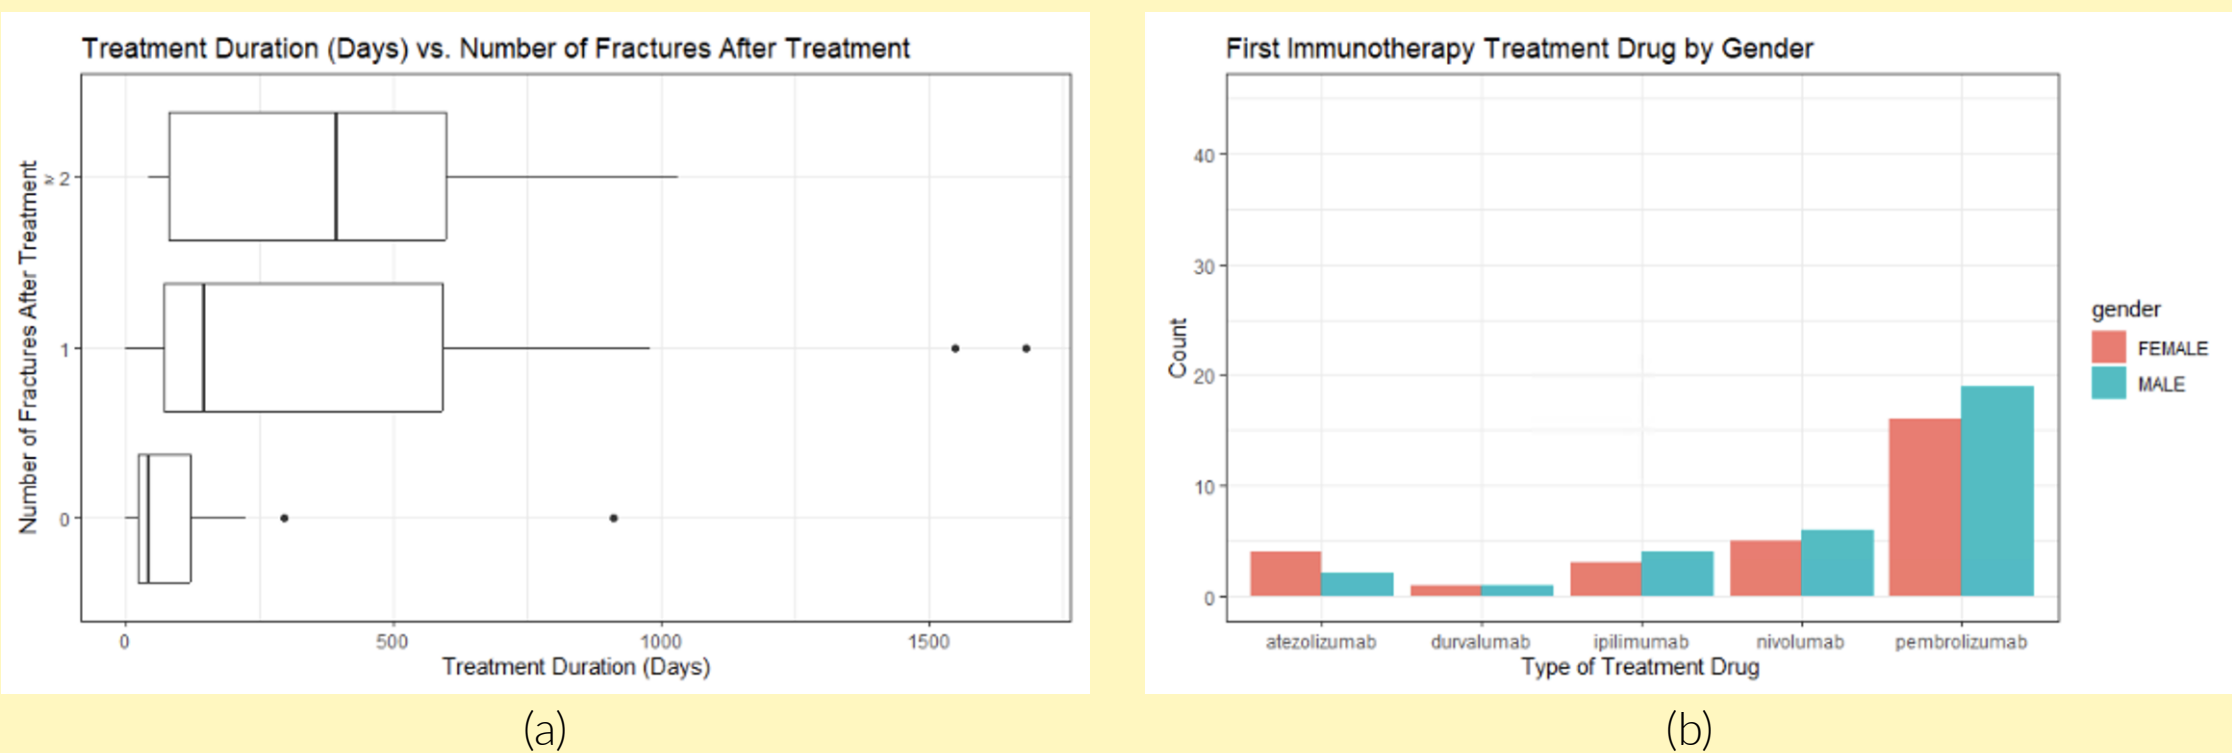 Treatment Duration (Days) vs. Number of Fractures After Treatment
Number of Fractures After Treatment
≥ 2
1
0
0 500 1000 1500
Treatment Duration (Days)
(a)
First Immunotherapy Treatment Drug by Gender
Count
40
30
20
10
0
atezolizumab durvalumab ipilimumab nivolumab pembrolizumab
Type of Treatment Drug
gender
FEMALE
MALE
(b)